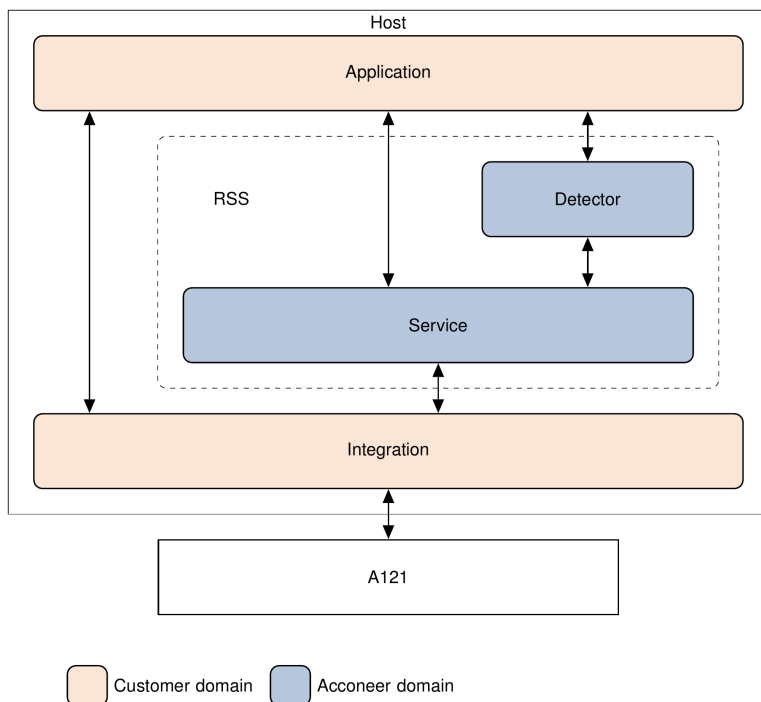 Host
Application
RSS
Detector
Service
Integration
A121
Customer domain
Acconeer domain